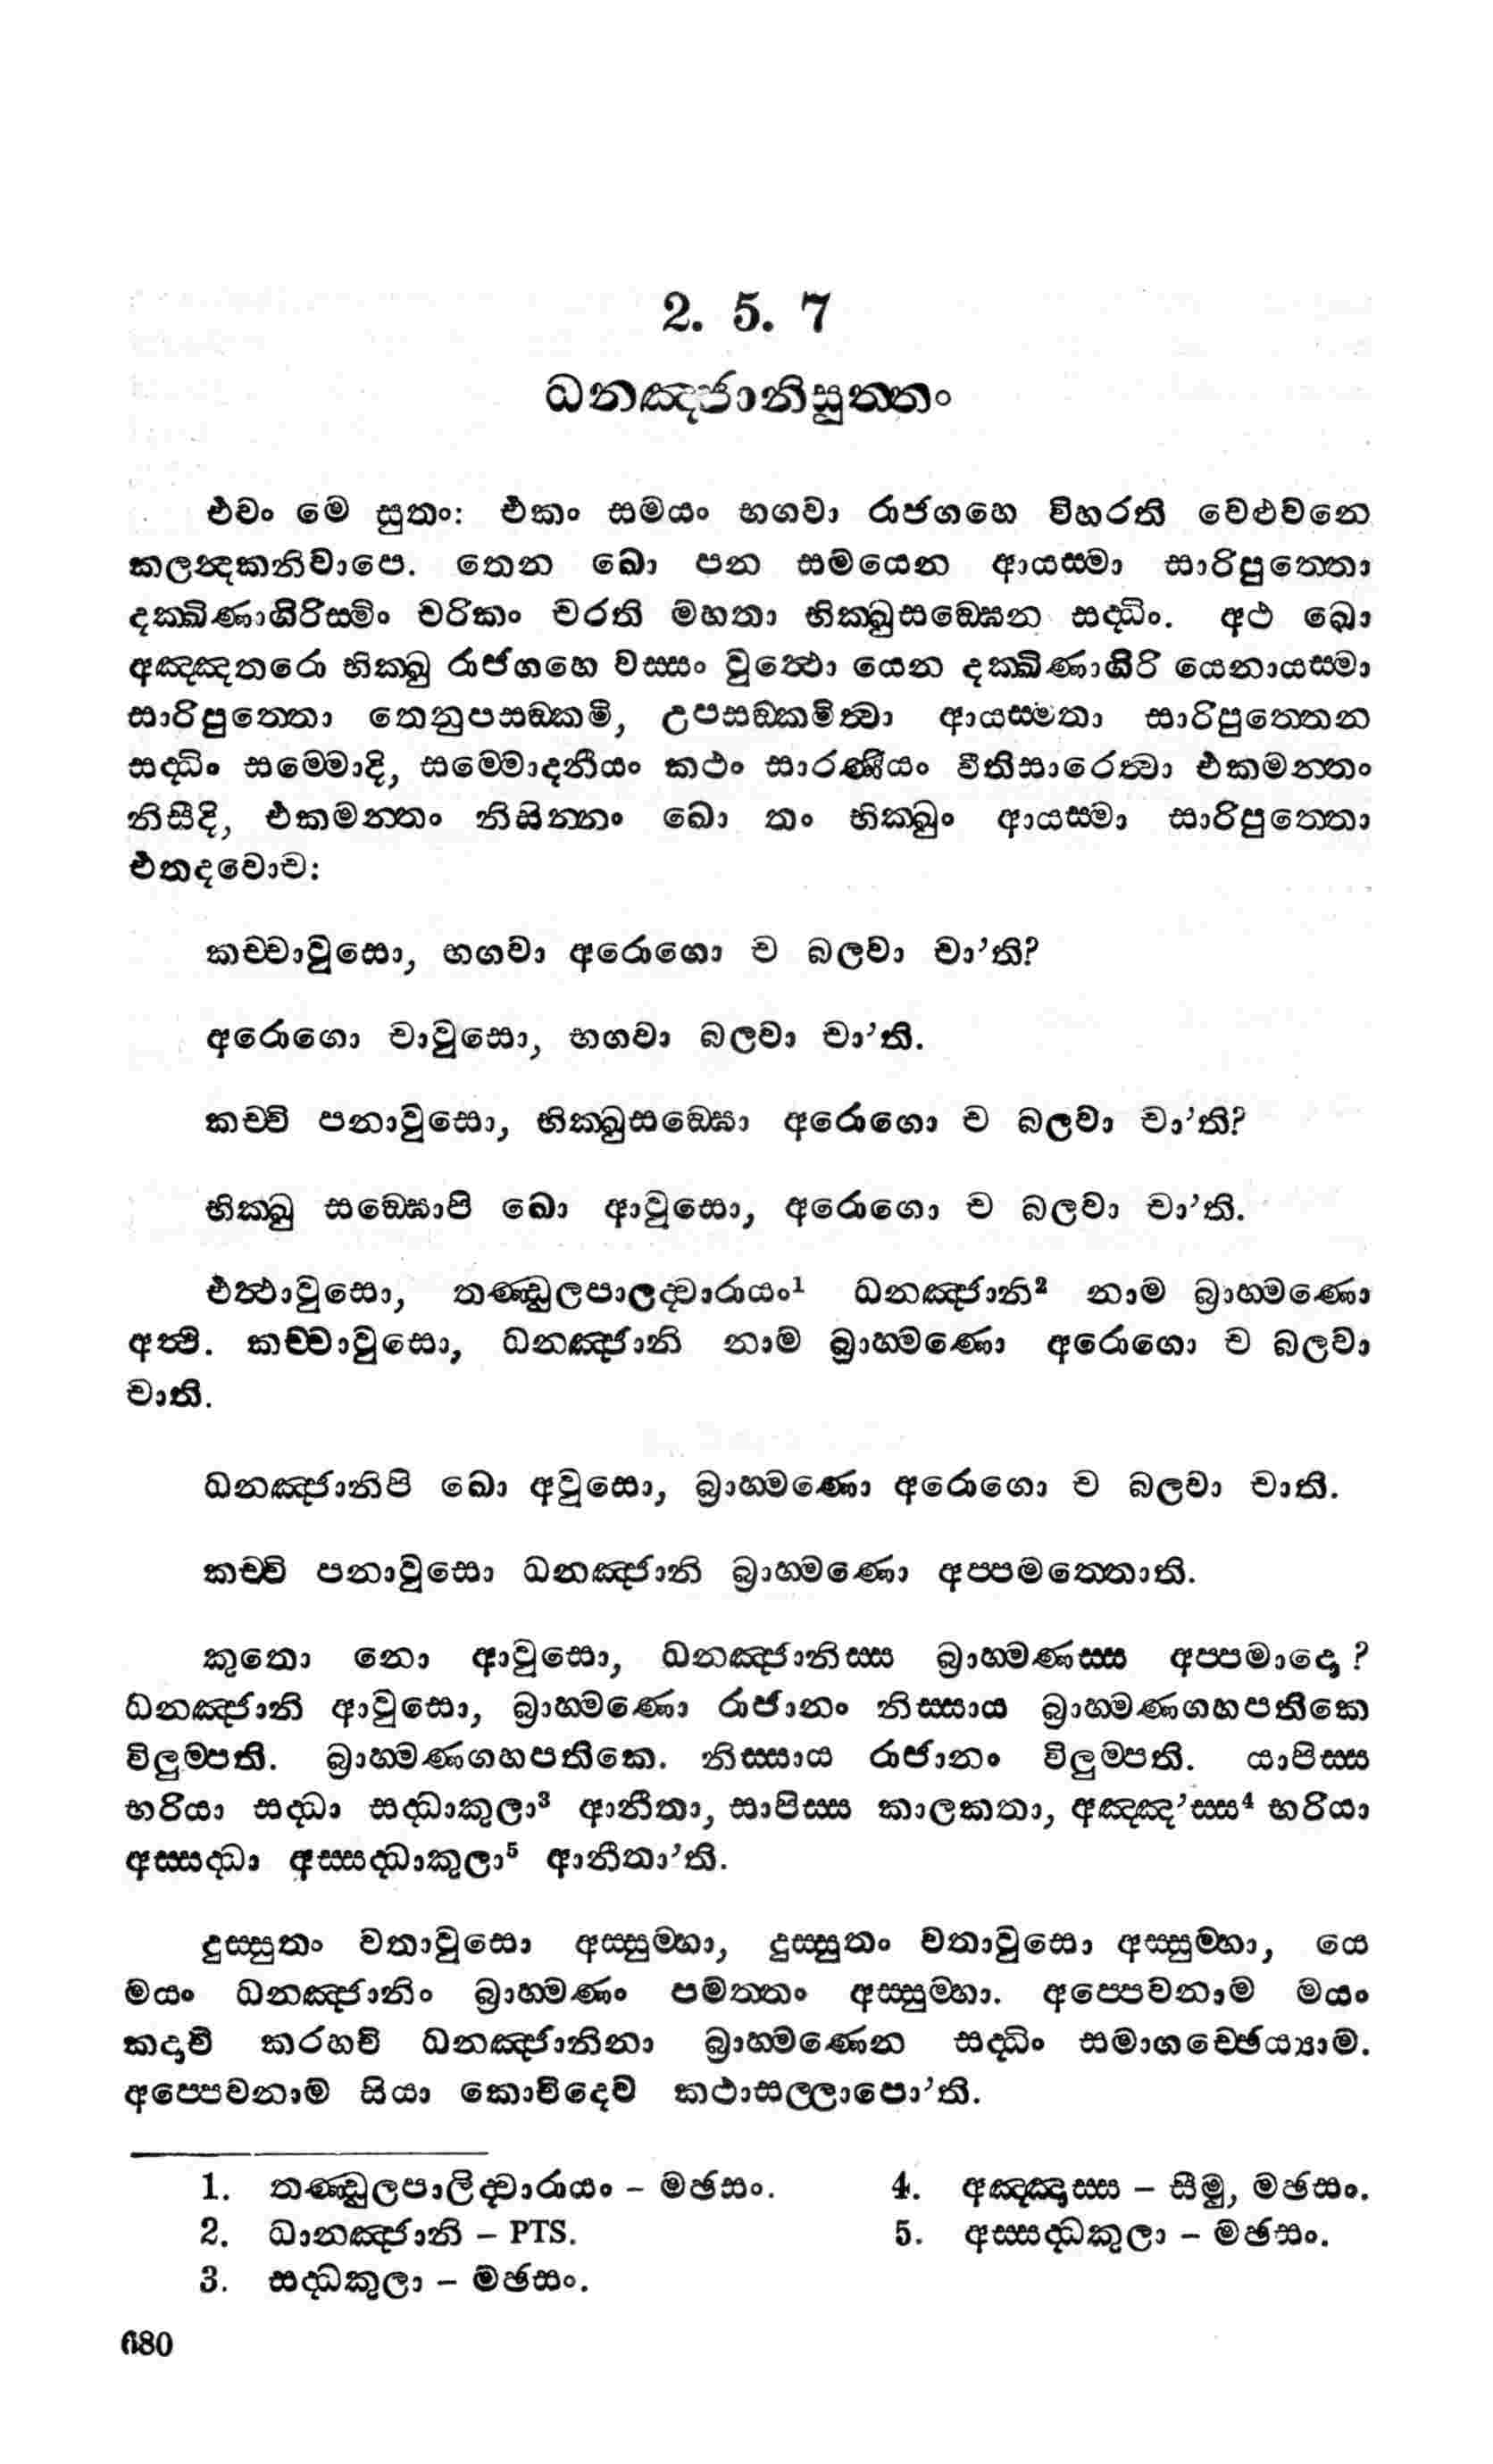 2. 5. 7
ධනඤ්ජානිසුත්තං
එවං මෙ සුතං: එකං සමයං භගවා රාජගහෙ විහරති වෙළුවනෙ
කලන්දකනිවාපෙ. තෙන ඛො පන සමයෙන ආයස්මා සාරිපුත්තො
දක්ඛිණාගිරිස්මිං චරිකං චරති මහතා භික්ඛුසඞ්ඝෙන සද්ධිං. අථ ඛො
අඤ්ඤතරො භික්ඛු රාජගහෙ වස්සං වුත්ථො යෙන දක්ඛිණාගිරි යෙනායස්මා
සාරිපුත්තො තෙනුපසඞ්කමි, උපසඞ්කමිත්වා ආයස්මතා සාරිපුත්තෙන
සද්ධිං සම්මොදි, සම්මොදනීයං කථං සාරණීයං වීතිසාරෙත්වා එකමන්තං
නිසීදි, එකමන්තං නිසින්නං ඛො තං භික්ඛුං ආයස්මා සාරිපුත්තො
එතදවොච:
කච්චාවුසො, භගවා අරොගො ච බලවා චා’ති?
අරොගො චාවුසො, භගවා බලවා චා’ති.
කච්චි පනාවුසො, භික්ඛුසඞ්ඝො අරොගො ච බලවා චා’ති?
භික්ඛු සඞ්ඝොපි ඛො ආවුසො, අරොගො ච බලවා චා’ති.
එත්ථාවුසො, තණ්ඩුලපාලද්වාරායං¹ ධනඤ්ජානි² නාම බ්‍රාහ්මණො
අත්ථි. කච්චාවුසො, ධනඤ්ජානි නාම බ්‍රාහ්මණො අරොගො ච බලවා
චාති.
ධනඤ්ජානිපි ඛො අවුසො, බ්‍රාහ්මණො අරොගො ච බලවා චාති.
කච්චි පනාවුසො ධනඤ්ජානි බ්‍රාහ්මණො අප්පමත්තොති.
කුතො නො ආවුසො, ධනඤ්ජානිස්ස බ්‍රාහ්මණස්ස අප්පමාදො?
ධනඤ්ජානි ආවුසො, බ්‍රාහ්මණො රාජානං නිස්සාය බ්‍රාහ්මණගහපතිකෙ
විලුම්පති. බ්‍රාහ්මණගහපතිකෙ. නිස්සාය රාජානං විලුම්පති. යාපිස්ස
භරියා සද්ධා සද්ධාකුලා³ ආනීතා, සාපිස්ස කාලකතා, අඤ්ඤ’ස්ස⁴ භරියා
අස්සද්ධා අස්සද්ධාකුලා⁵ ආනීතා’ති.
දුස්සුතං වතාවුසො අස්සුම්හා, දුස්සුතං වතාවුසො අස්සුම්හා, යෙ
මයං ධනඤ්ජානිං බ්‍රාහ්මණං පමත්තං අස්සුම්හා. අප්පෙවනාම මයං
කදාචි කරහචි ධනඤ්ජානිනා බ්‍රාහ්මණෙන සද්ධිං සමාගච්ඡෙය්‍යාම.
අප්පෙවනාම සියා කොචිදෙව කථාසල්ලාපො’ති.
1. තණ්ඩුලපාලිද්වාරායං – මඡසං.
2. ධානඤ්ජානි – PTS.
3. සද්ධකුලා – මඡසං.
4. අඤ්ඤාස්ස – සීමු, මඡසං.
5. අස්සද්ධකුලා – මඡසං.
680